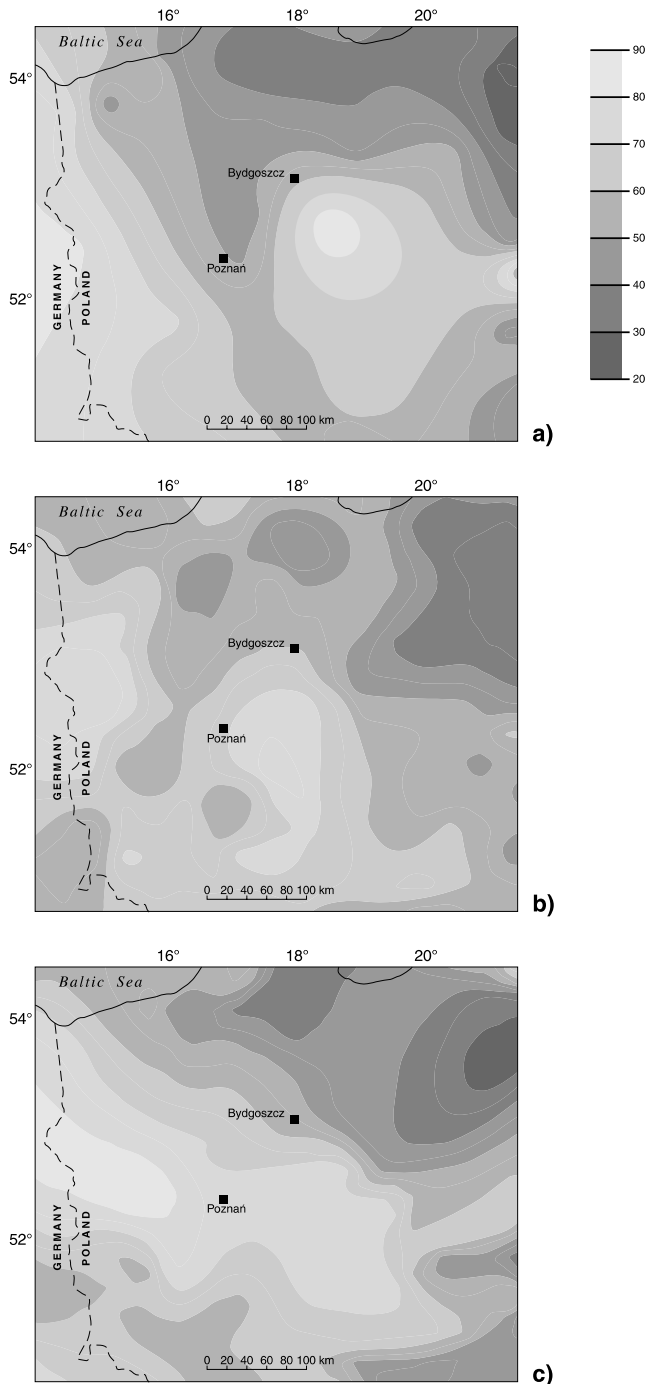 16° 18° 20°
Baltic Sea
54°
Bydgoszcz
Poznań
52°
GERMANY
POLAND
0 20 40 60 80 100 km
a)
90
80
70
60
50
40
30
20
16° 18° 20°
Baltic Sea
54°
Bydgoszcz
Poznań
52°
GERMANY
POLAND
0 20 40 60 80 100 km
b)
16° 18° 20°
Baltic Sea
54°
Bydgoszcz
Poznań
52°
GERMANY
POLAND
0 20 40 60 80 100 km
c)